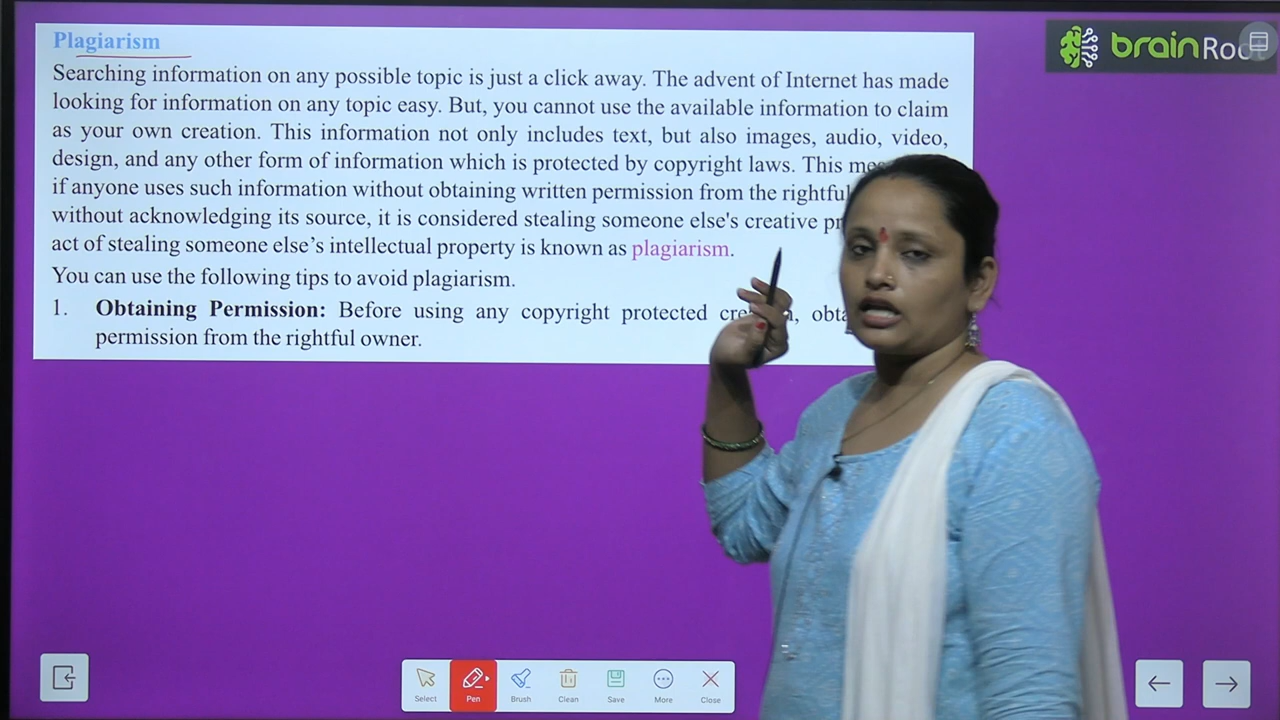 Plagiarism
brainRoo
Searching information on any possible topic is just a click away. The advent of Internet has made
looking for information on any topic easy. But, you cannot use the available information to claim
as your own creation. This information not only includes text, but also images, audio, video,
design, and any other form of information which is protected by copyright laws. This
if anyone uses such information without obtaining written permission from the rightful
without acknowledging its source, it is considered stealing someone else's creative
act of stealing someone else’s intellectual property is known as plagiarism.
You can use the following tips to avoid plagiarism.
1. Obtaining Permission: Before using any copyright protected
permission from the rightful owner.
Select Pen Brush Clean Save More Close